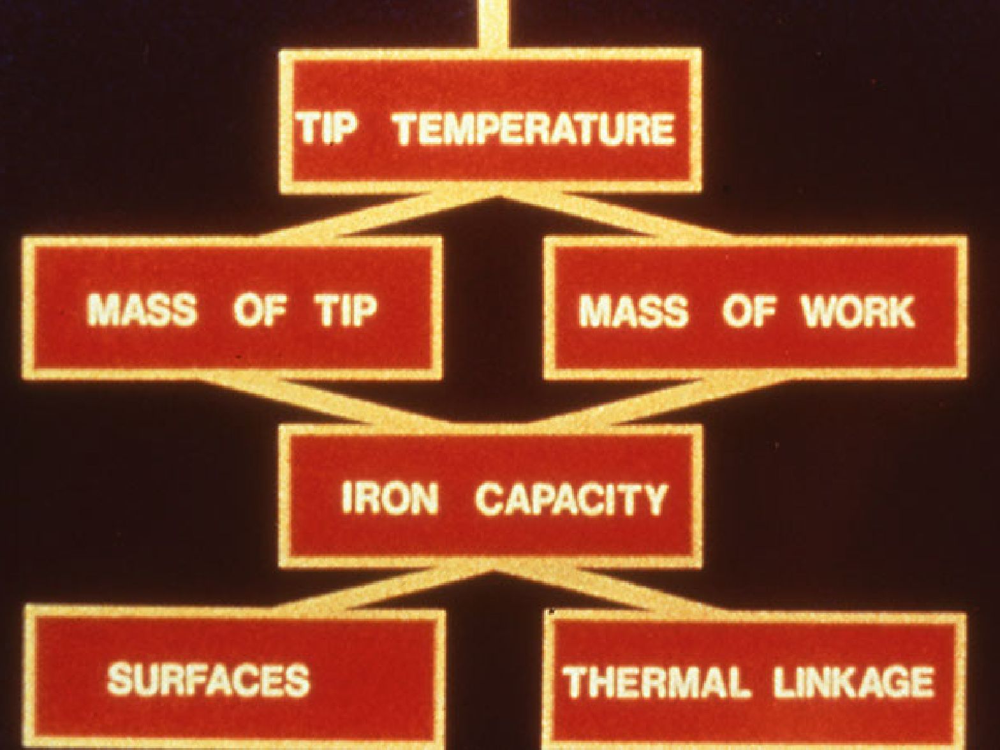 TIP TEMPERATURE
MASS OF TIP
MASS OF WORK
IRON CAPACITY
SURFACES
THERMAL LINKAGE